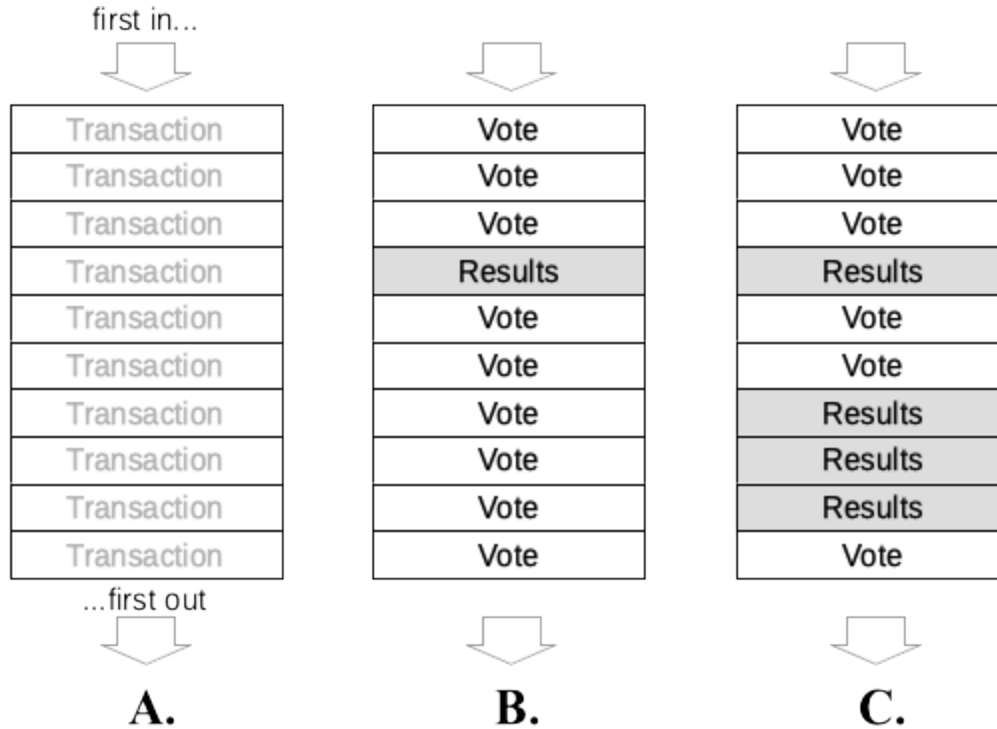 first in...
Transaction
Transaction
Transaction
Transaction
Transaction
Transaction
Transaction
Transaction
Transaction
Transaction
...first out
A.
Vote
Vote
Vote
Results
Vote
Vote
Vote
Vote
Vote
Vote
B.
Vote
Vote
Vote
Results
Vote
Vote
Results
Results
Results
Vote
C.